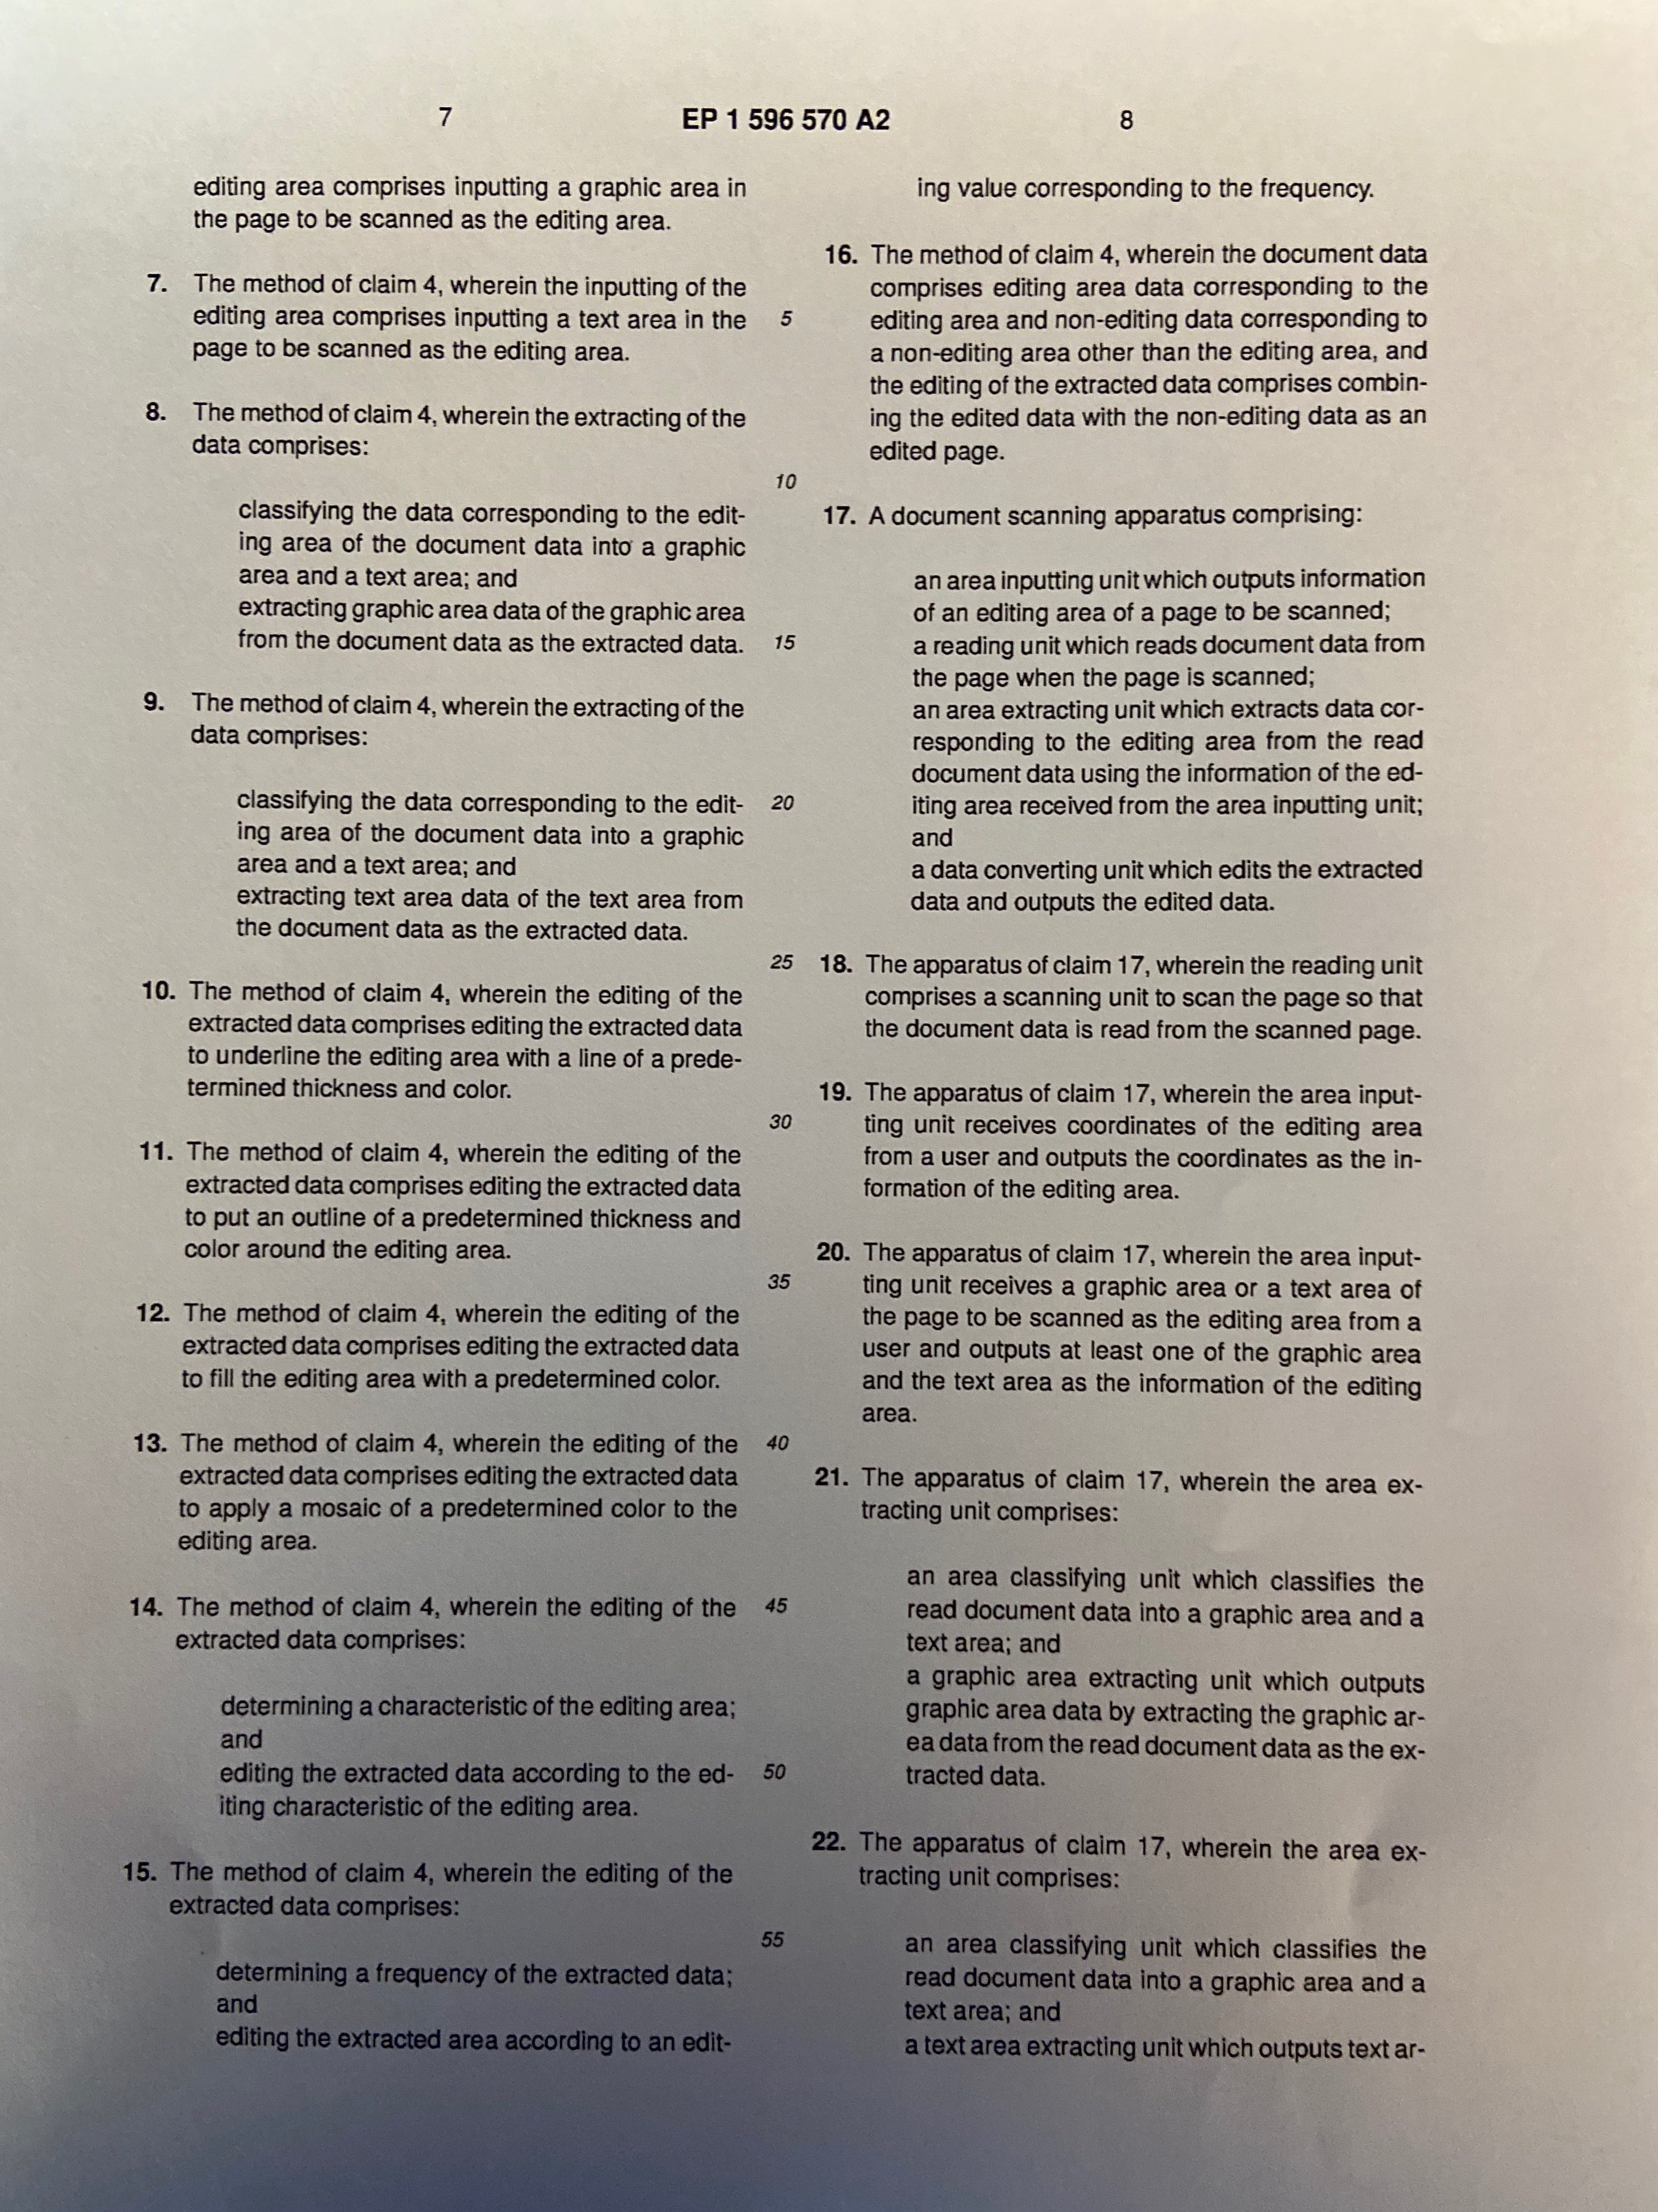 7
EP 1 596 570 A2
8
editing area comprises inputting a graphic area in
the page to be scanned as the editing area.
7. The method of claim 4, wherein the inputting of the
editing area comprises inputting a text area in the
page to be scanned as the editing area.
8. The method of claim 4, wherein the extracting of the
data comprises:
classifying the data corresponding to the edit-
ing area of the document data into a graphic
area and a text area; and
extracting graphic area data of the graphic area
from the document data as the extracted data.
9. The method of claim 4, wherein the extracting of the
data comprises:
classifying the data corresponding to the edit-
ing area of the document data into a graphic
area and a text area; and
extracting text area data of the text area from
the document data as the extracted data.
10. The method of claim 4, wherein the editing of the
extracted data comprises editing the extracted data
to underline the editing area with a line of a prede-
termined thickness and color.
11. The method of claim 4, wherein the editing of the
extracted data comprises editing the extracted data
to put an outline of a predetermined thickness and
color around the editing area.
12. The method of claim 4, wherein the editing of the
extracted data comprises editing the extracted data
to fill the editing area with a predetermined color.
13. The method of claim 4, wherein the editing of the
extracted data comprises editing the extracted data
to apply a mosaic of a predetermined color to the
editing area.
14. The method of claim 4, wherein the editing of the
extracted data comprises:
determining a characteristic of the editing area;
and
editing the extracted data according to the ed-
iting characteristic of the editing area.
15. The method of claim 4, wherein the editing of the
extracted data comprises:
determining a frequency of the extracted data;
and
editing the extracted area according to an edit-
5
10
15
20
25
30
35
40
45
50
55
ing value corresponding to the frequency.
16. The method of claim 4, wherein the document data
comprises editing area data corresponding to the
editing area and non-editing data corresponding to
a non-editing area other than the editing area, and
the editing of the extracted data comprises combin-
ing the edited data with the non-editing data as an
edited page.
17. A document scanning apparatus comprising:
an area inputting unit which outputs information
of an editing area of a page to be scanned;
a reading unit which reads document data from
the page when the page is scanned;
an area extracting unit which extracts data cor-
responding to the editing area from the read
document data using the information of the ed-
iting area received from the area inputting unit;
and
a data converting unit which edits the extracted
data and outputs the edited data.
18. The apparatus of claim 17, wherein the reading unit
comprises a scanning unit to scan the page so that
the document data is read from the scanned page.
19. The apparatus of claim 17, wherein the area input-
ting unit receives coordinates of the editing area
from a user and outputs the coordinates as the in-
formation of the editing area.
20. The apparatus of claim 17, wherein the area input-
ting unit receives a graphic area or a text area of
the page to be scanned as the editing area from a
user and outputs at least one of the graphic area
and the text area as the information of the editing
area.
21. The apparatus of claim 17, wherein the area ex-
tracting unit comprises:
an area classifying unit which classifies the
read document data into a graphic area and a
text area; and
a graphic area extracting unit which outputs
graphic area data by extracting the graphic ar-
ea data from the read document data as the ex-
tracted data.
22. The apparatus of claim 17, wherein the area ex-
tracting unit comprises:
an area classifying unit which classifies the
read document data into a graphic area and a
text area; and
a text area extracting unit which outputs text ar-